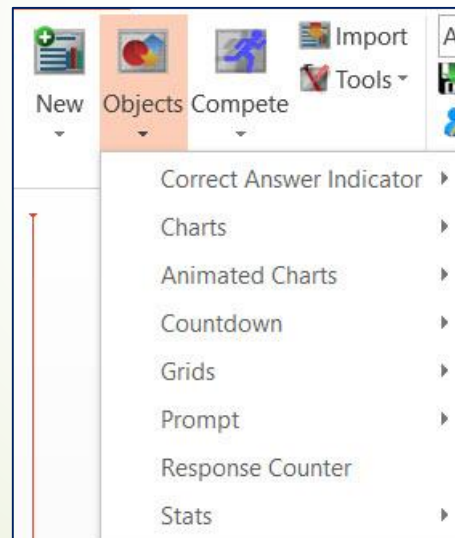 New
Objects
Compete
Import
Tools
A
Correct Answer Indicator
Charts
Animated Charts
Countdown
Grids
Prompt
Response Counter
Stats